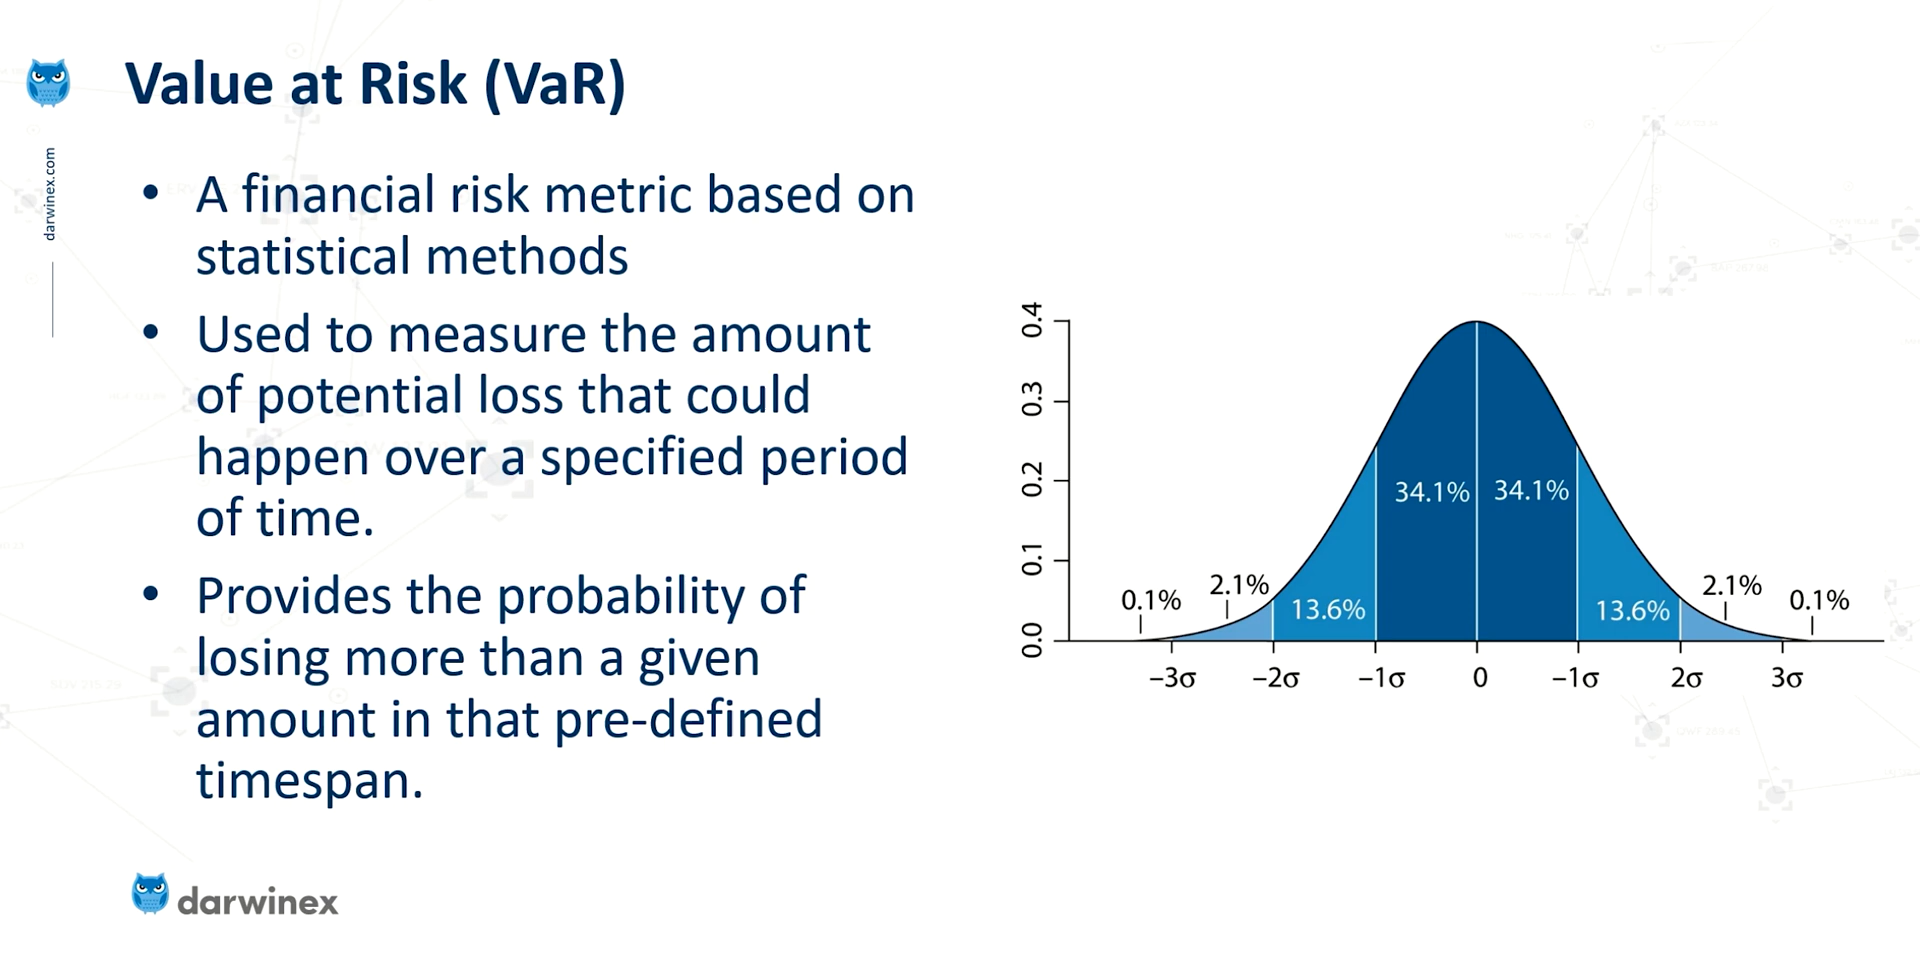 Value at Risk (VaR)
darwinex.com
• A financial risk metric based on
statistical methods
• Used to measure the amount
of potential loss that could
happen over a specified period
of time.
• Provides the probability of
losing more than a given
amount in that pre-defined
timespan.
0.4
0.3
0.2
0.1
0.0
34.1% 34.1%
0.1% 2.1% 13.6% 13.6% 2.1% 0.1%
−3σ −2σ −1σ 0 −1σ 2σ 3σ
darwinex